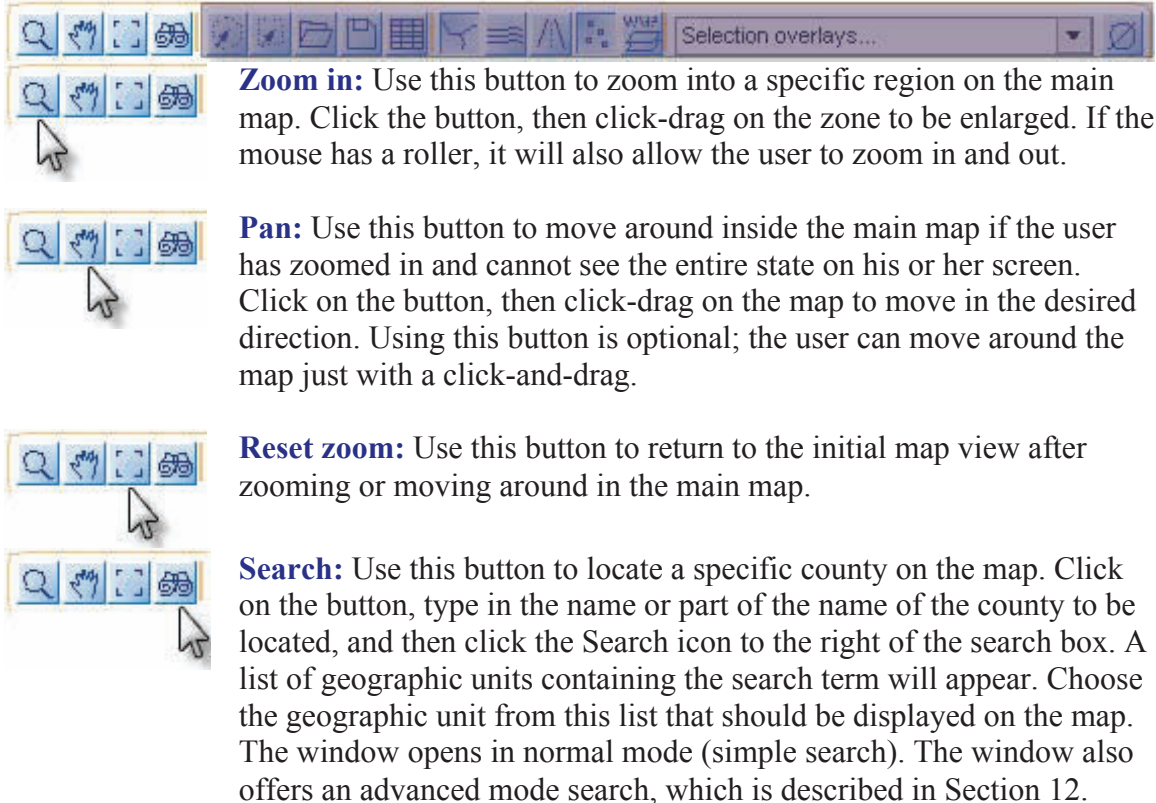 WMS
Selection overlays...
Zoom in: Use this button to zoom into a specific region on the main
map. Click the button, then click-drag on the zone to be enlarged. If the
mouse has a roller, it will also allow the user to zoom in and out.
Pan: Use this button to move around inside the main map if the user
has zoomed in and cannot see the entire state on his or her screen.
Click on the button, then click-drag on the map to move in the desired
direction. Using this button is optional; the user can move around the
map just with a click-and-drag.
Reset zoom: Use this button to return to the initial map view after
zooming or moving around in the main map.
Search: Use this button to locate a specific county on the map. Click
on the button, type in the name or part of the name of the county to be
located, and then click the Search icon to the right of the search box. A
list of geographic units containing the search term will appear. Choose
the geographic unit from this list that should be displayed on the map.
The window opens in normal mode (simple search). The window also
offers an advanced mode search, which is described in Section 12.